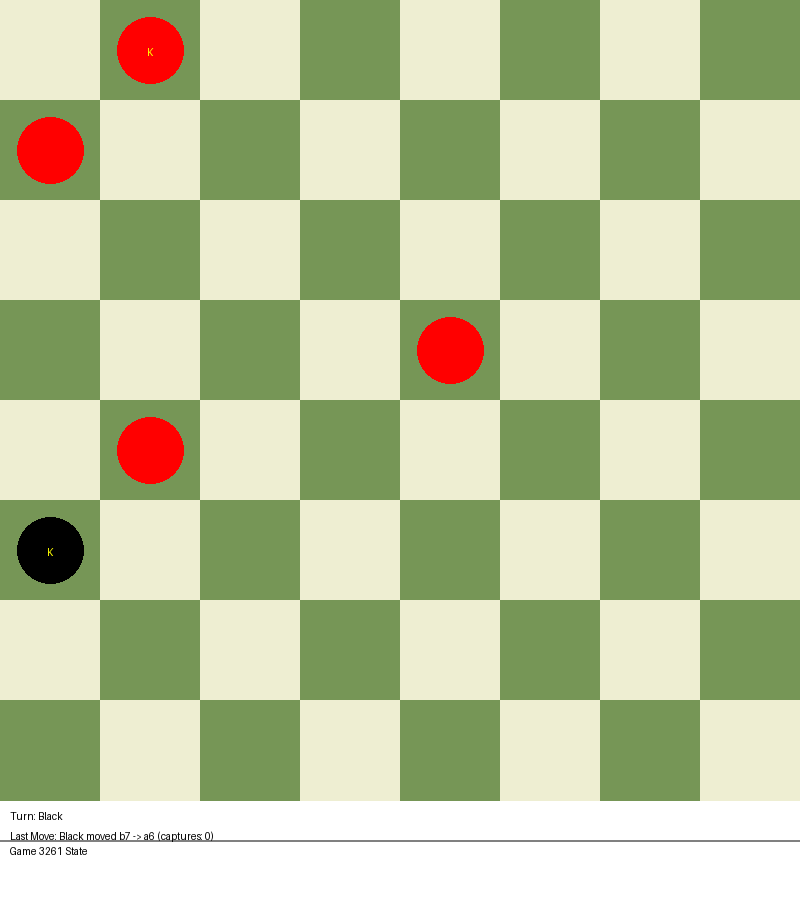 K
K
Turn: Black
Last Move: Black moved b7 -> a6 (captures: 0)
Game 3261 State